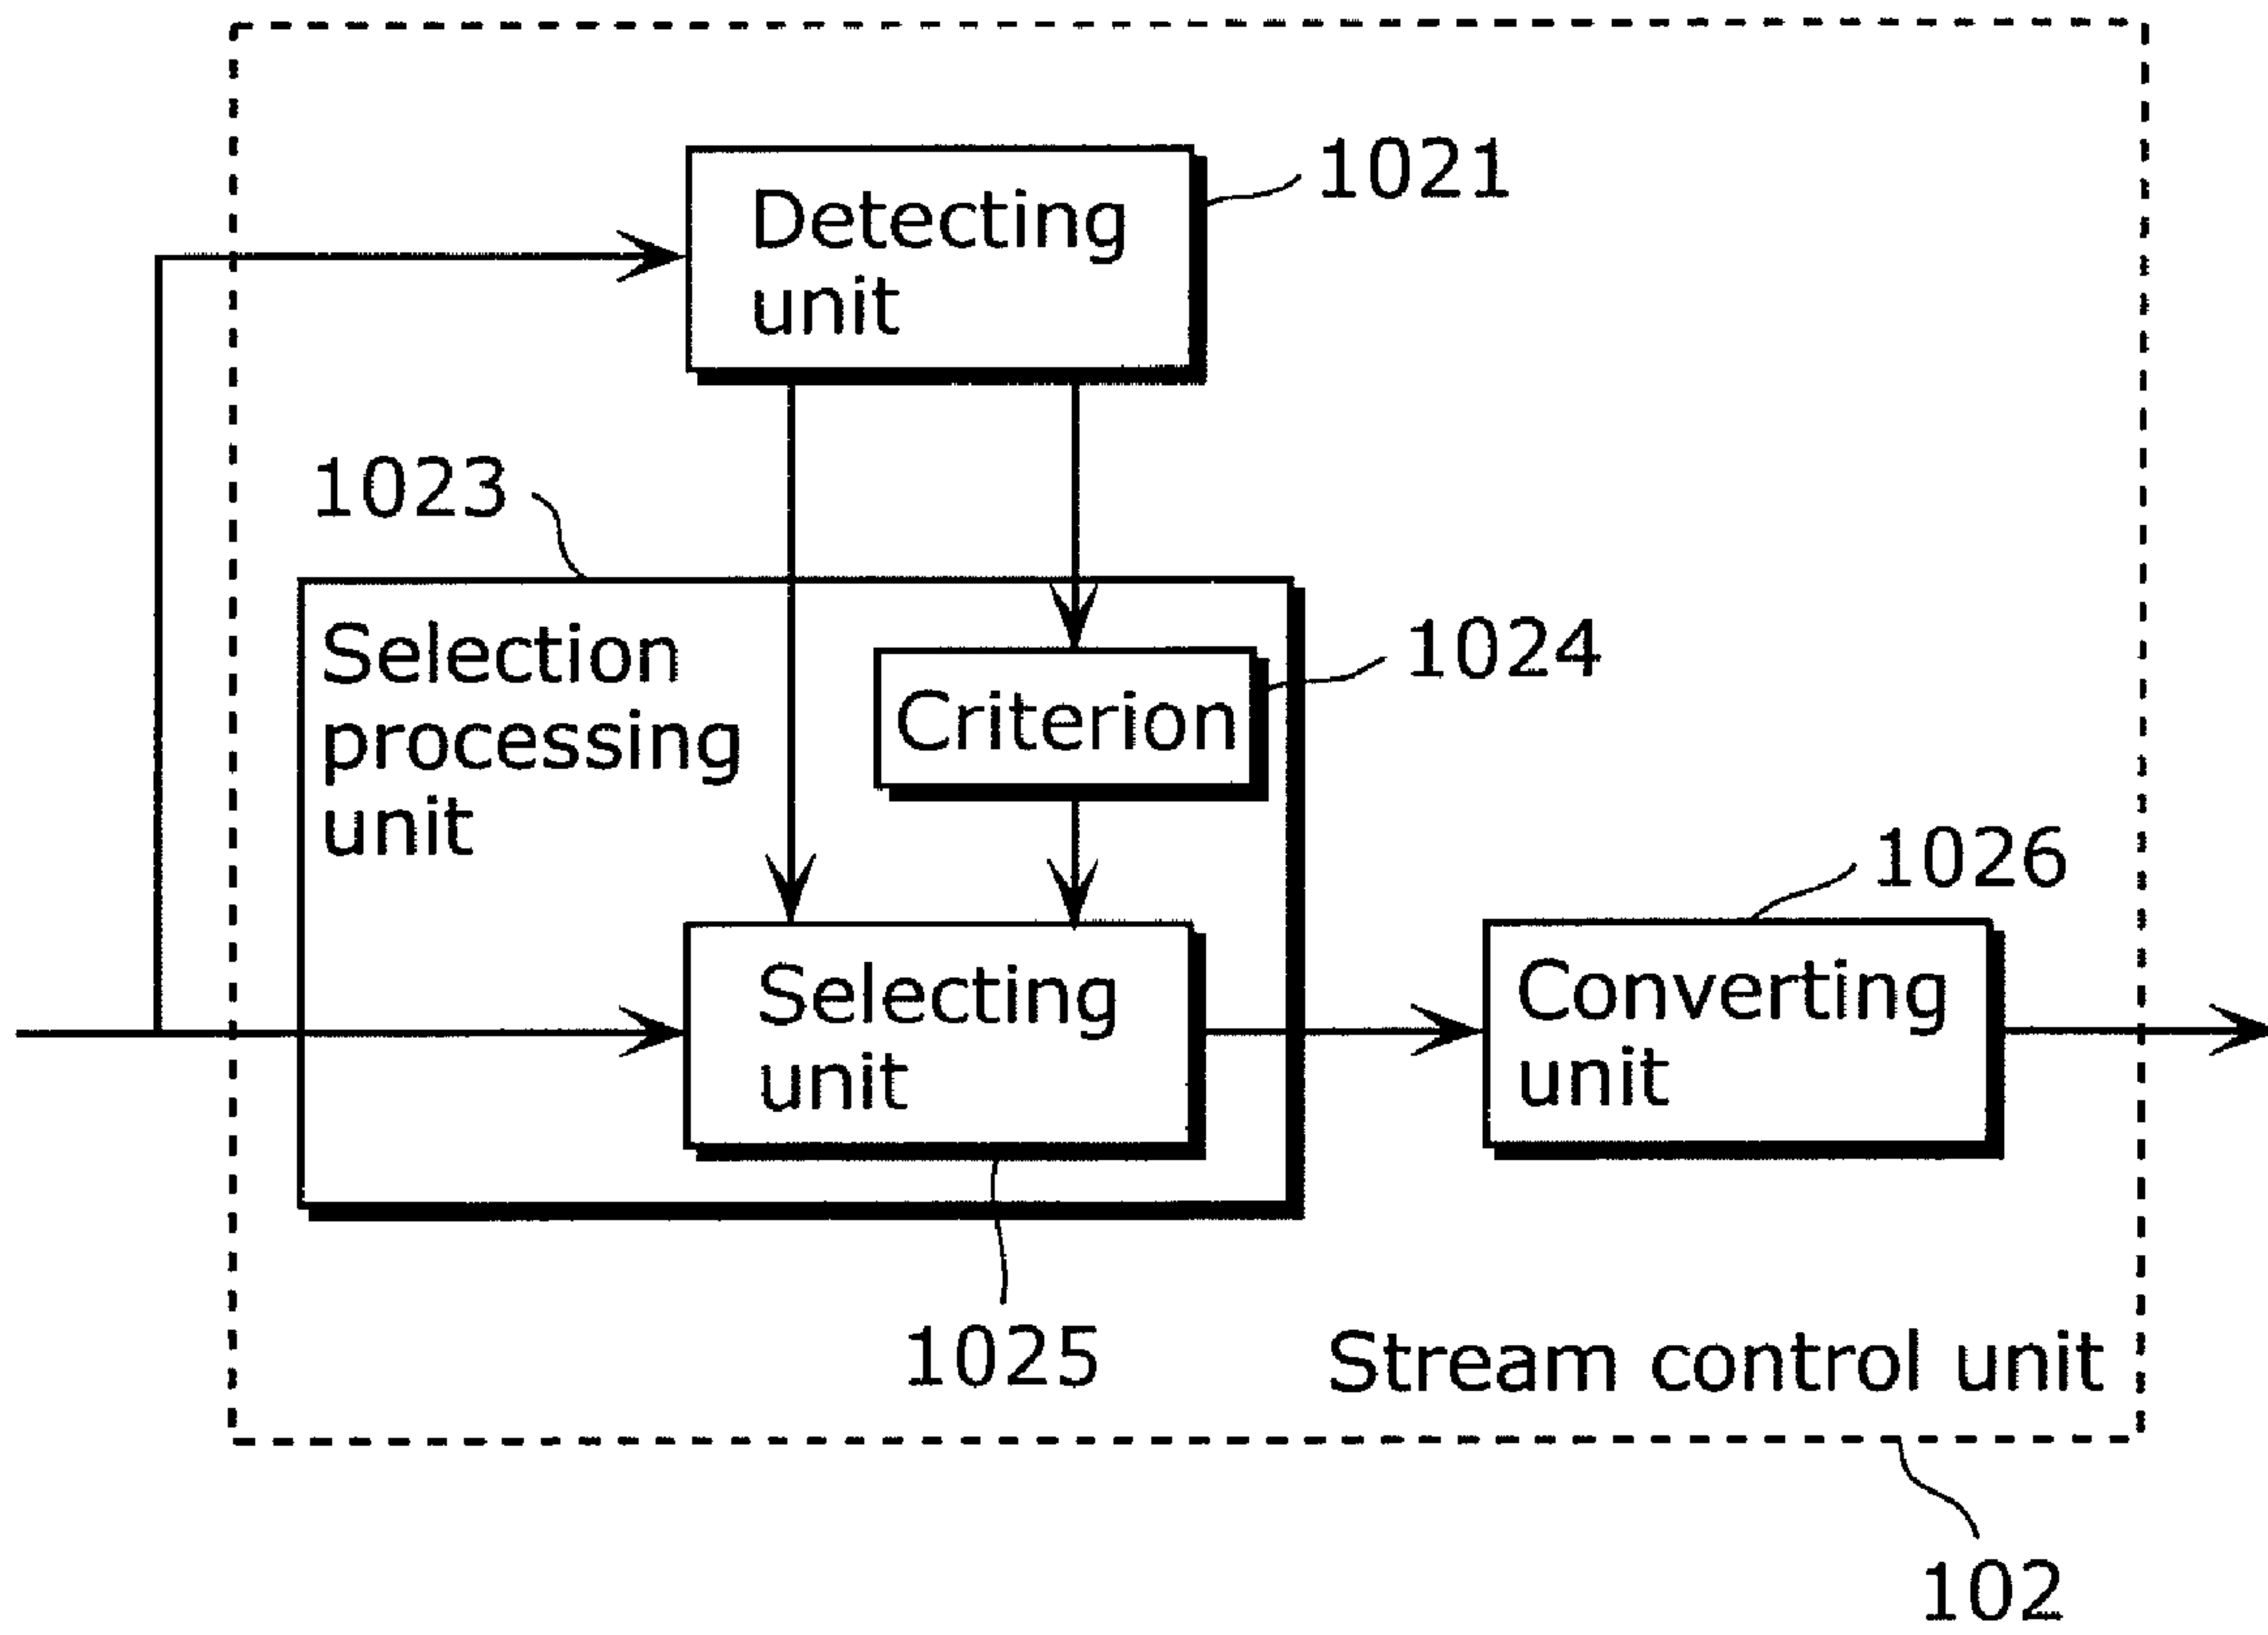 1021
Detecting
unit
1023
1024
Selection
processing
unit
Criterion
1026
Selecting
unit
Converting
unit
1025
Stream control unit
102